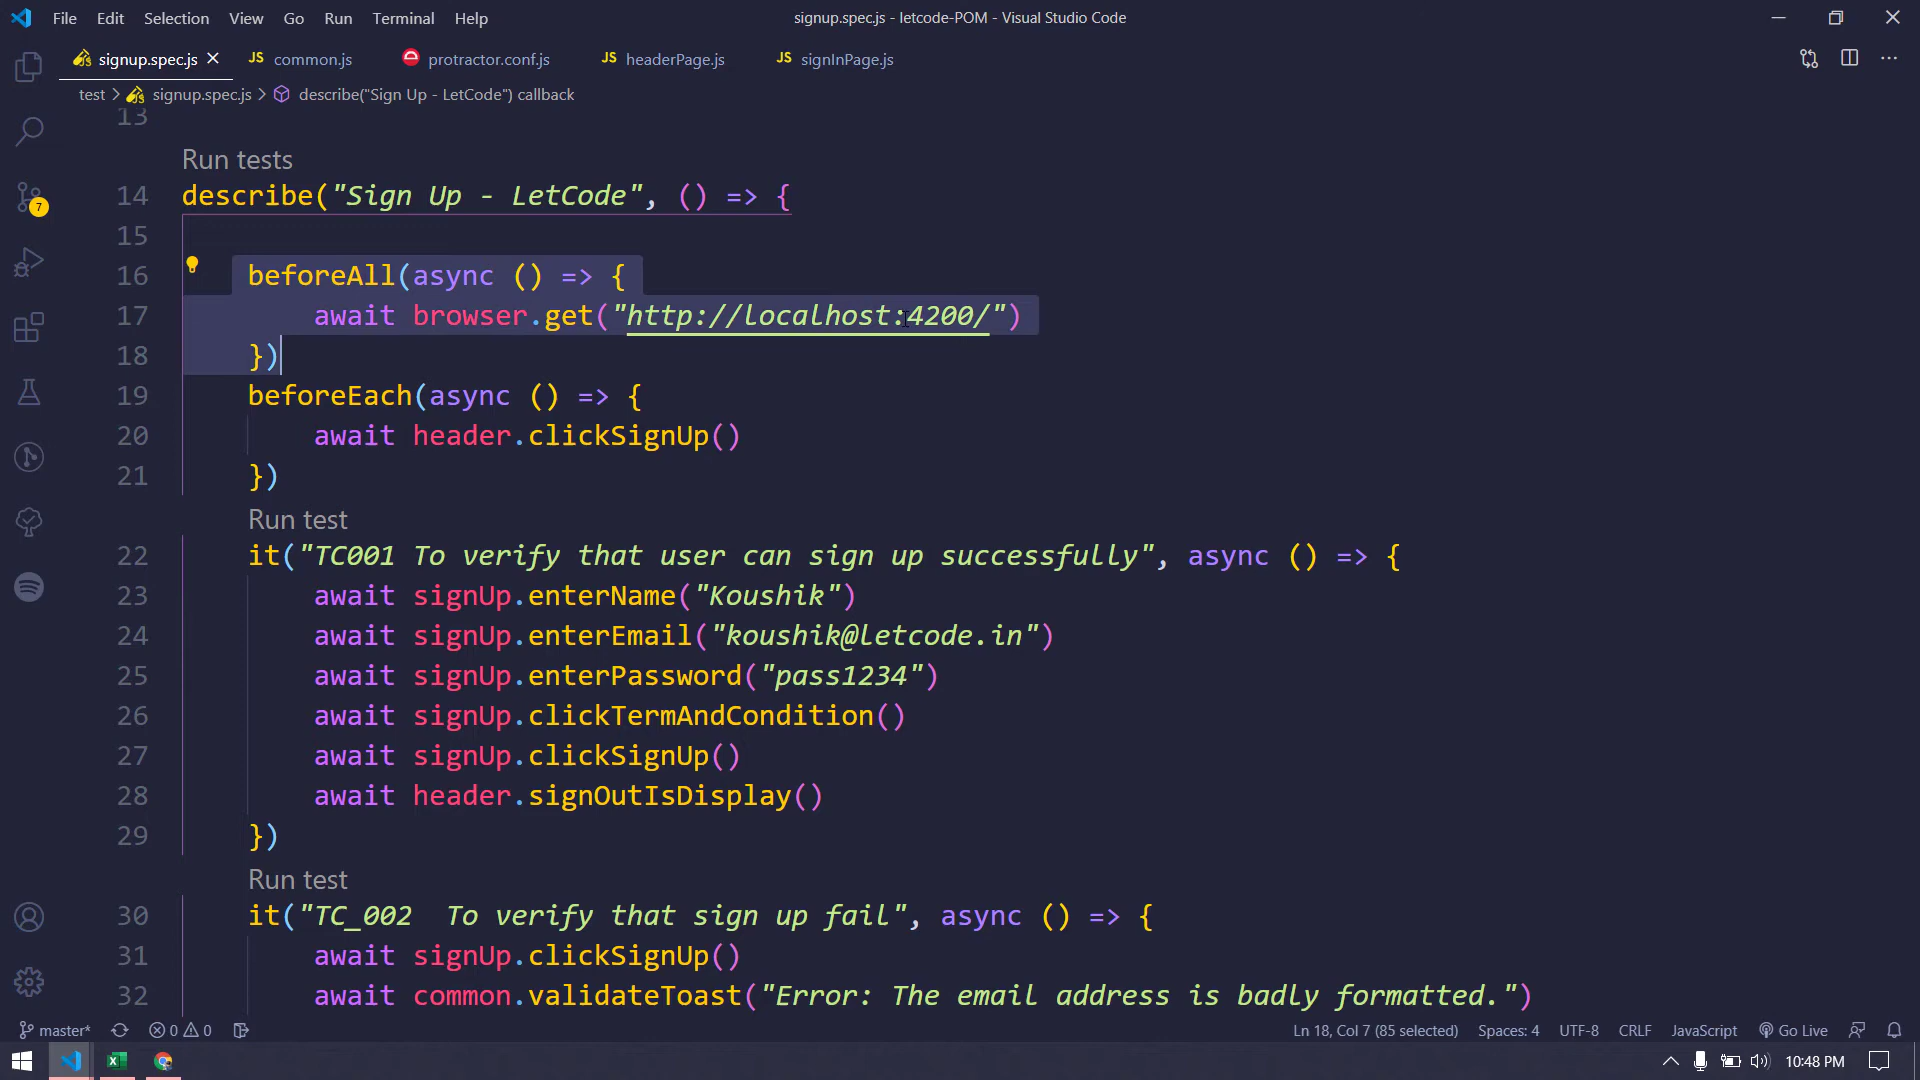 File Edit Selection View Go Run Terminal Help signup.spec.js - letcode-POM - Visual Studio Code
signup.spec.js JS common.js protractor.conf.js JS headerPage.js JS signInPage.js
test > signup.spec.js > describe("Sign Up - LetCode") callback
13
Run tests
14 describe("Sign Up - LetCode", () => {
15
16 beforeAll(async () => {
17 await browser.get("http://localhost:4200/")
18 })
19 beforeEach(async () => {
20 await header.clickSignUp()
21 })
Run test
22 it("TC001 To verify that user can sign up successfully", async () => {
23 await signUp.enterName("Koushik")
24 await signUp.enterEmail("koushik@letcode.in")
25 await signUp.enterPassword("pass1234")
26 await signUp.clickTermAndCondition()
27 await signUp.clickSignUp()
28 await header.signOutIsDisplay()
29 })
Run test
30 it("TC_002  To verify that sign up fail", async () => {
31 await signUp.clickSignUp()
32 await common.validateToast("Error: The email address is badly formatted.")
7
master* 0 0 Ln 18, Col 7 (85 selected) Spaces: 4 UTF-8 CRLF JavaScript Go Live
10:48 PM